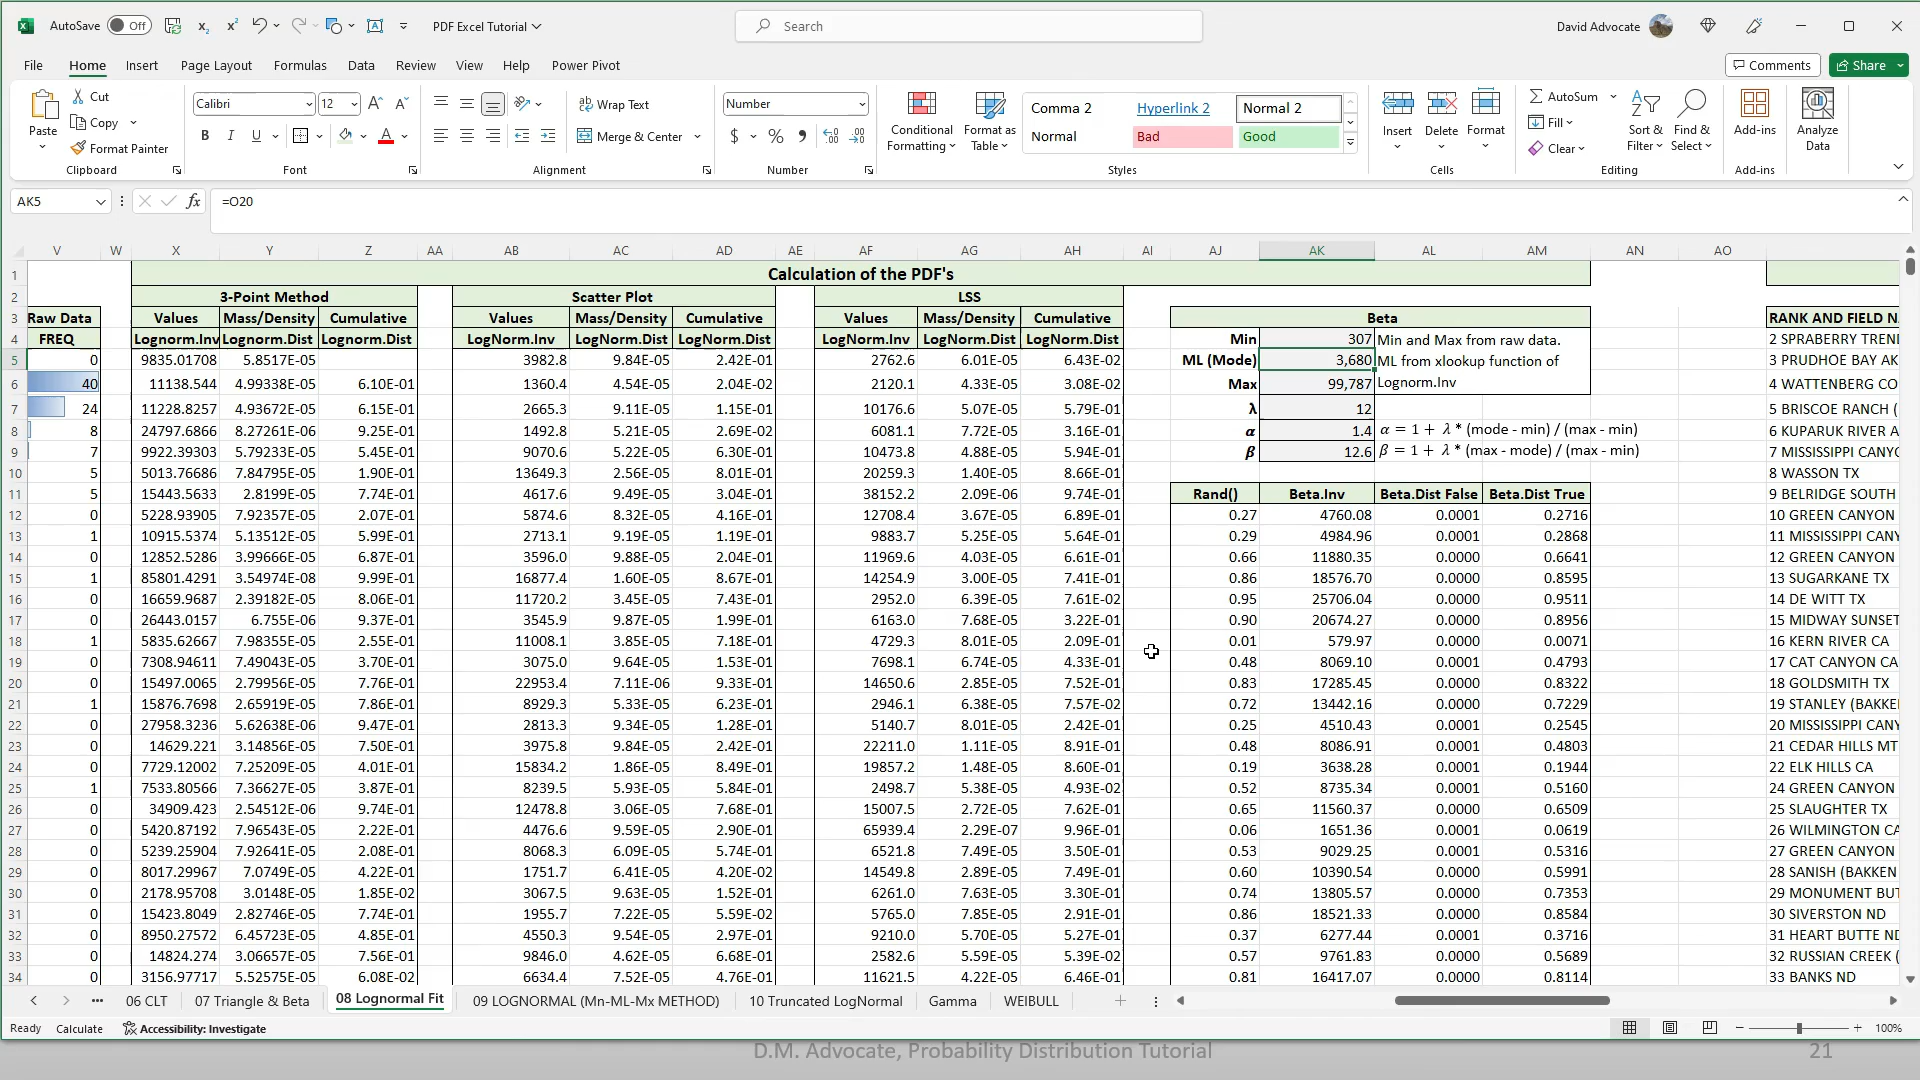 AutoSave Off PDF Excel Tutorial Search David Advocate
File Home Insert Page Layout Formulas Data Review View Help Power Pivot Comments Share
Paste Cut Copy Format Painter Clipboard
Calibri 12 B I U Font
Wrap Text Merge & Center Alignment
Number $ % , Number
Conditional Formatting Format as Table Comma 2 Hyperlink 2 Normal 2 Normal Bad Good Styles
Insert Delete Format Cells
AutoSum Fill Clear Sort & Filter Find & Select Editing
Add-ins Add-ins Analyze Data
AK5 fx =O20
V W X Y Z AA AB AC AD AE AF AG AH AI AJ AK AL AM AN AO
1 Calculation of the PDF's
2 3-Point Method Scatter Plot LSS
3 Raw Data Values Mass/Density Cumulative Values Mass/Density Cumulative Values Mass/Density Cumulative Beta RANK AND FIELD N
4 FREQ Lognorm.Inv Lognorm.Dist Lognorm.Dist LogNorm.Inv LogNorm.Dist LogNorm.Dist LogNorm.Inv LogNorm.Dist LogNorm.Dist Min 307 Min and Max from raw data. 2 SPRABERRY TREN
5 0 9835.01708 5.8517E-05 3982.8 9.84E-05 2.42E-01 2762.6 6.01E-05 6.43E-02 ML (Mode) 3,680 ML from xlookup function of 3 PRUDHOE BAY AK
6 40 11138.544 4.99338E-05 6.10E-01 1360.4 4.54E-05 2.04E-02 2120.1 4.33E-05 3.08E-02 Max 99,787 Lognorm.Inv 4 WATTENBERG CO
7 24 11228.8257 4.93672E-05 6.15E-01 2665.3 9.11E-05 1.15E-01 10176.6 5.07E-05 5.79E-01 λ 12 5 BRISCOE RANCH (
8 8 24797.6866 8.27261E-06 9.25E-01 1492.8 5.21E-05 2.69E-02 6081.1 7.72E-05 3.16E-01 α 1.4 α = 1 + λ * (mode - min) / (max - min) 6 KUPARUK RIVER A
9 7 9922.39303 5.79233E-05 5.45E-01 9070.6 5.22E-05 6.30E-01 10473.8 4.88E-05 5.94E-01 β 12.6 β = 1 + λ * (max - mode) / (max - min) 7 MISSISSIPPI CANYO
10 5 5013.76686 7.84795E-05 1.90E-01 13649.3 2.56E-05 8.01E-01 20259.3 1.40E-05 8.66E-01 8 WASSON TX
11 5 15443.5633 2.8199E-05 7.74E-01 4617.6 9.49E-05 3.04E-01 38152.2 2.09E-06 9.74E-01 Rand() Beta.Inv Beta.Dist False Beta.Dist True 9 BELRIDGE SOUTH
12 0 5228.93905 7.92357E-05 2.07E-01 5874.6 8.32E-05 4.16E-01 12708.4 3.67E-05 6.89E-01 0.27 4760.08 0.0001 0.2716 10 GREEN CANYON
13 1 10915.5374 5.13512E-05 5.99E-01 2713.1 9.19E-05 1.19E-01 9883.7 5.25E-05 5.64E-01 0.29 4984.96 0.0001 0.2868 11 MISSISSIPPI CANY
14 0 12852.5286 3.99666E-05 6.87E-01 3596.0 9.88E-05 2.04E-01 11969.6 4.03E-05 6.61E-01 0.66 11880.35 0.0000 0.6641 12 GREEN CANYON
15 1 85801.4291 3.54974E-08 9.99E-01 16877.4 1.60E-05 8.67E-01 14254.9 3.00E-05 7.41E-01 0.86 18576.70 0.0000 0.8595 13 SUGARKANE TX
16 0 16659.9687 2.39182E-05 8.06E-01 11720.2 3.45E-05 7.43E-01 2952.0 6.39E-05 7.61E-02 0.95 25706.04 0.0000 0.9511 14 DE WITT TX
17 0 26443.0157 6.755E-06 9.37E-01 3545.9 9.87E-05 1.99E-01 6163.0 7.68E-05 3.22E-01 0.90 20674.27 0.0000 0.8956 15 MIDWAY SUNSET
18 1 5835.62667 7.98355E-05 2.55E-01 11008.1 3.85E-05 7.18E-01 4729.3 8.01E-05 2.09E-01 0.01 579.97 0.0000 0.0071 16 KERN RIVER CA
19 0 7308.94611 7.49043E-05 3.70E-01 3075.0 9.64E-05 1.53E-01 7698.1 6.74E-05 4.33E-01 0.48 8069.10 0.0001 0.4793 17 CAT CANYON CA
20 0 15497.0065 2.79956E-05 7.76E-01 22953.4 7.11E-06 9.33E-01 14650.6 2.85E-05 7.52E-01 0.83 17285.45 0.0000 0.8322 18 GOLDSMITH TX
21 1 15876.7698 2.65919E-05 7.86E-01 8929.3 5.33E-05 6.23E-01 2946.1 6.38E-05 7.57E-02 0.72 13442.16 0.0000 0.7229 19 STANLEY (BAKKE
22 0 27958.3236 5.62638E-06 9.47E-01 2813.3 9.34E-05 1.28E-01 5140.7 8.01E-05 2.42E-01 0.25 4510.43 0.0001 0.2545 20 MISSISSIPPI CANY
23 0 14629.221 3.14856E-05 7.50E-01 3975.8 9.84E-05 2.42E-01 22211.0 1.11E-05 8.91E-01 0.48 8086.91 0.0001 0.4803 21 CEDAR HILLS MT
24 0 7729.12002 7.25209E-05 4.01E-01 15834.2 1.86E-05 8.49E-01 19857.2 1.48E-05 8.60E-01 0.19 3638.28 0.0001 0.1944 22 ELK HILLS CA
25 1 7533.80566 7.36627E-05 3.87E-01 8239.5 5.93E-05 5.84E-01 2498.7 5.38E-05 4.93E-02 0.52 8735.34 0.0001 0.5160 24 GREEN CANYON
26 0 34909.423 2.54512E-06 9.74E-01 12478.8 3.06E-05 7.68E-01 15007.5 2.72E-05 7.62E-01 0.65 11560.37 0.0000 0.6509 25 SLAUGHTER TX
27 0 5420.87192 7.96543E-05 2.22E-01 4476.6 9.59E-05 2.90E-01 65939.4 2.29E-07 9.96E-01 0.06 1651.36 0.0001 0.0619 26 WILMINGTON CA
28 0 5239.25904 7.92641E-05 2.08E-01 8068.3 6.09E-05 5.74E-01 6521.8 7.49E-05 3.50E-01 0.53 9029.25 0.0001 0.5316 27 GREEN CANYON
29 0 8017.29967 7.0749E-05 4.22E-01 1751.7 6.41E-05 4.20E-02 14549.8 2.89E-05 7.49E-01 0.60 10390.54 0.0000 0.5991 28 SANISH (BAKKEN
30 0 2178.95708 3.0148E-05 1.85E-02 3067.5 9.63E-05 1.52E-01 6261.0 7.63E-05 3.30E-01 0.74 13805.57 0.0000 0.7353 29 MONUMENT BUT
31 0 15423.8049 2.82746E-05 7.74E-01 1955.7 7.22E-05 5.59E-02 5765.0 7.85E-05 2.91E-01 0.86 18521.33 0.0000 0.8584 30 SIVERSTON ND
32 0 8950.27572 6.45723E-05 4.85E-01 4550.3 9.54E-05 2.97E-01 9210.0 5.70E-05 5.27E-01 0.37 6277.44 0.0001 0.3716 31 HEART BUTTE ND
33 0 14824.274 3.06657E-05 7.56E-01 9846.0 4.62E-05 6.68E-01 2582.6 5.59E-05 5.39E-02 0.57 9761.83 0.0001 0.5689 32 RUSSIAN CREEK (
34 0 3156.97717 5.52575E-05 6.08E-02 6634.4 7.52E-05 4.76E-01 11621.5 4.22E-05 6.46E-01 0.81 16417.07 0.0000 0.8114 33 BANKS ND
06 CLT 07 Triangle & Beta 08 Lognormal Fit 09 LOGNORMAL (Mn-ML-Mx METHOD) 10 Truncated LogNormal Gamma WEIBULL
Ready Calculate Accessibility: Investigate 100%
D.M. Advocate, Probability Distribution Tutorial 21